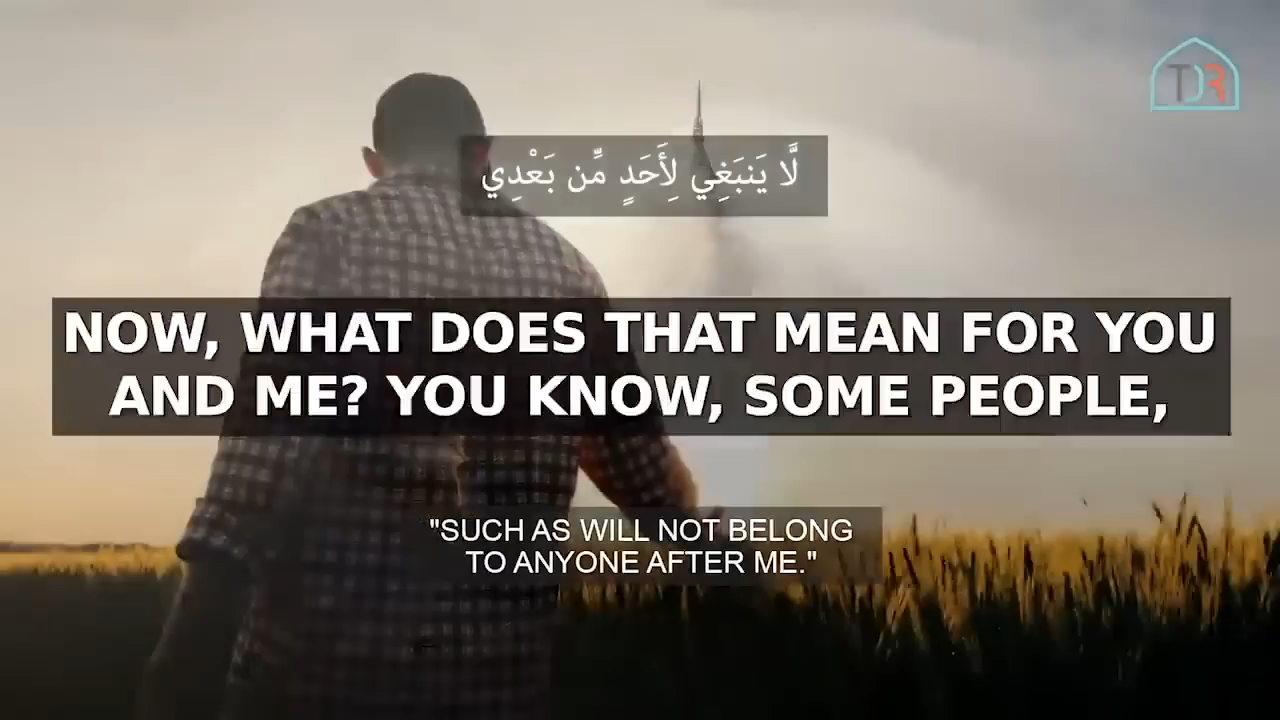 TDR
لَّا يَنبَغِي لِأَحَدٍ مِّن بَعْدِي
NOW, WHAT DOES THAT MEAN FOR YOU
AND ME? YOU KNOW, SOME PEOPLE,
"SUCH AS WILL NOT BELONG
TO ANYONE AFTER ME."